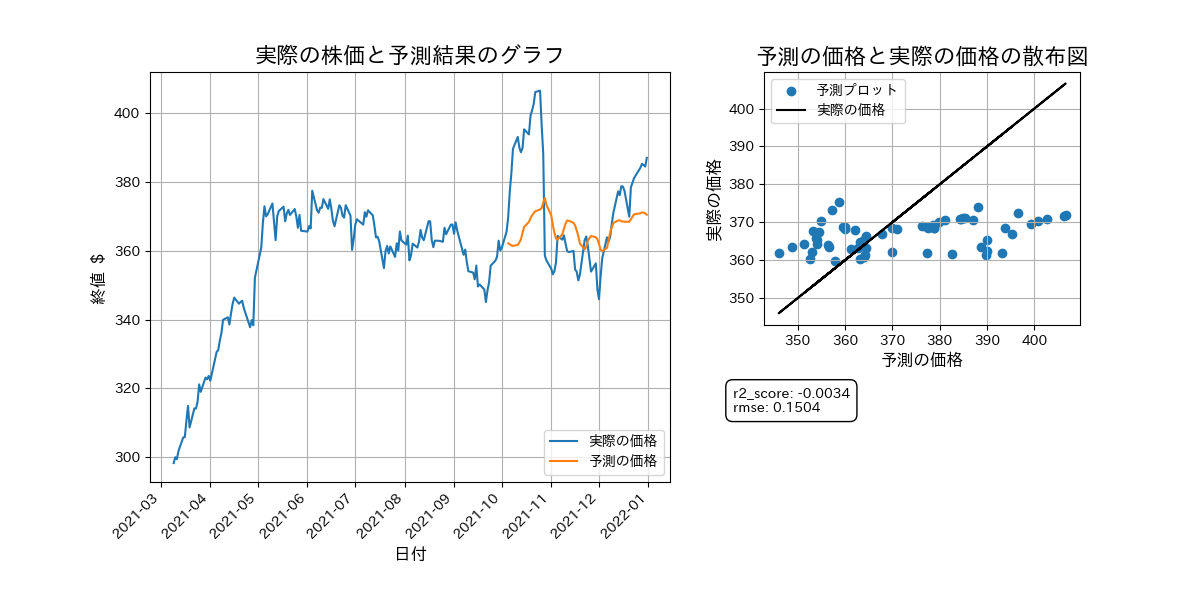 実際の株価と予測結果のグラフ
終値 $
400
380
360
340
320
300
2021-03
2021-04
2021-05
2021-06
2021-07
2021-08
2021-09
2021-10
2021-11
2021-12
2022-01
日付
実際の価格
予測の価格
予測の価格と実際の価格の散布図
予測プロット
実際の価格
実際の価格
400
390
380
370
360
350
350
360
370
380
390
400
予測の価格
r2_score: -0.0034
rmse: 0.1504